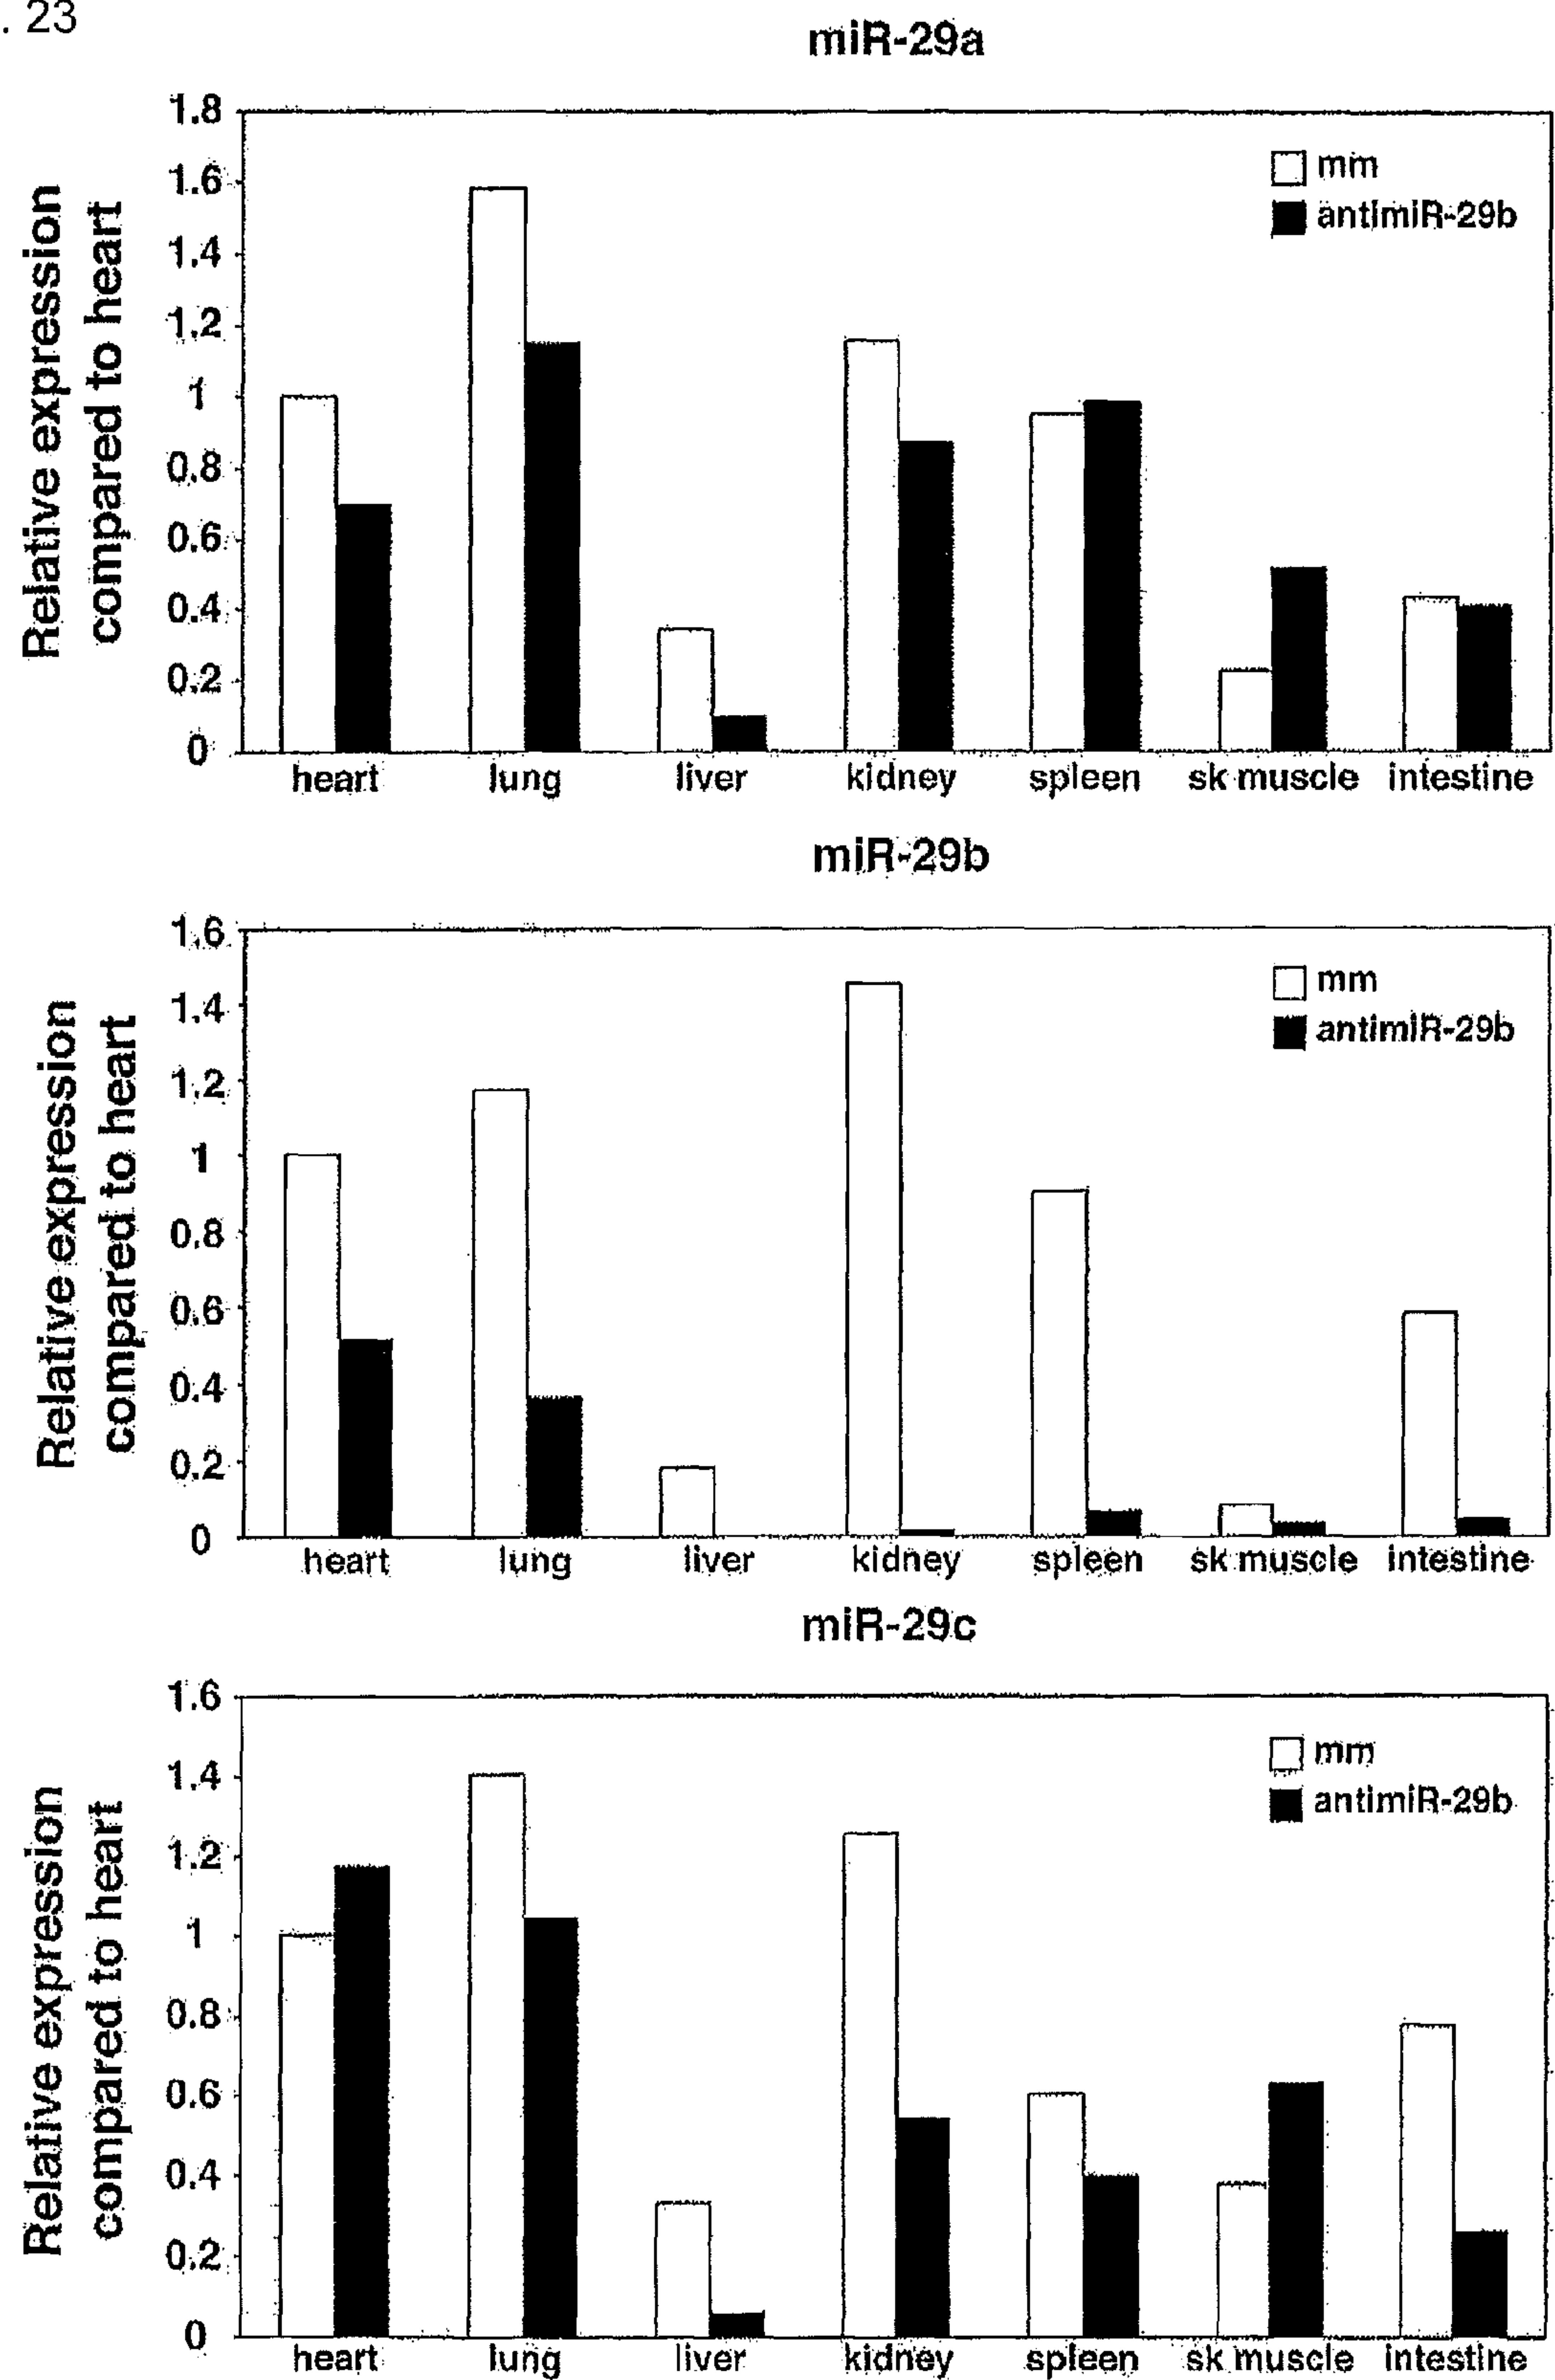 . 23
miR-29a
Relative expression
compared to heart
1.8
1.6
1.4
1.2
1
0.8
0.6
0.4
0.2
0
mm
antimiR-29b
heart lung liver kidney spleen sk muscle intestine
miR-29b
Relative expression
compared to heart
1.6
1.4
1.2
1
0.8
0.6
0.4
0.2
0
mm
antimiR-29b
heart lung liver kidney spleen sk muscle intestine
miR-29c
Relative expression
compared to heart
1.6
1.4
1.2
1
0.8
0.6
0.4
0.2
0
mm
antimiR-29b
heart lung liver kidney spleen sk muscle intestine